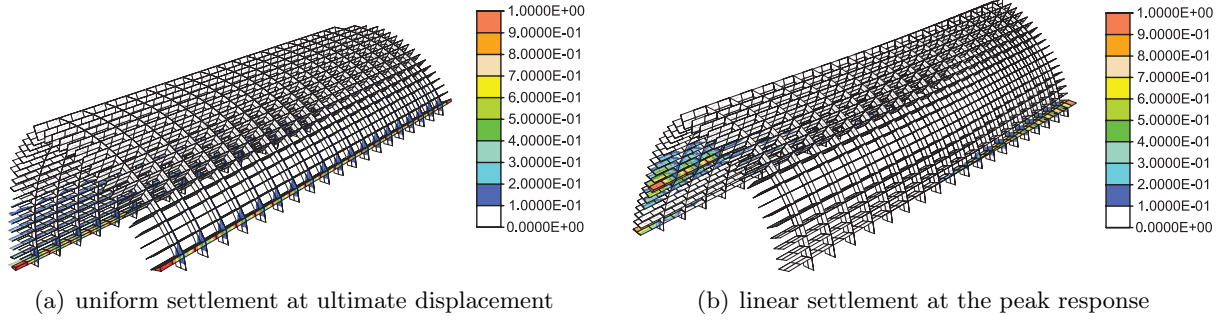 1.0000E+00
9.0000E-01
8.0000E-01
7.0000E-01
6.0000E-01
5.0000E-01
4.0000E-01
3.0000E-01
2.0000E-01
1.0000E-01
0.0000E+00
(a) uniform settlement at ultimate displacement
1.0000E+00
9.0000E-01
8.0000E-01
7.0000E-01
6.0000E-01
5.0000E-01
4.0000E-01
3.0000E-01
2.0000E-01
1.0000E-01
0.0000E+00
(b) linear settlement at the peak response